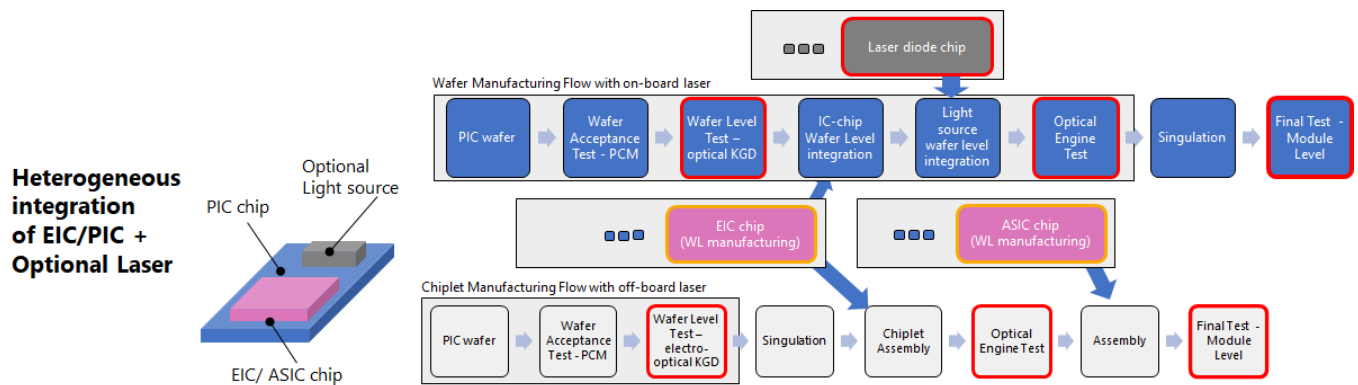 Heterogeneous
integration
of EIC/PIC +
Optional Laser
Optional
Light source
PIC chip
EIC/ ASIC chip
Laser diode chip
Wafer Manufacturing Flow with on-board laser
PIC wafer
Wafer
Acceptance
Test - PCM
Wafer Level
Test –
optical KGD
IC-chip
Wafer Level
integration
Light
source
wafer level
integration
Optical
Engine
Test
Singulation
Final Test -
Module
Level
EIC chip
(WL manufacturing)
ASIC chip
(WL manufacturing)
Chiplet Manufacturing Flow with off-board laser
PIC wafer
Wafer
Acceptance
Test - PCM
Wafer Level
Test –
electro-
optical KGD
Singulation
Chiplet
Assembly
Optical
Engine Test
Assembly
Final Test -
Module
Level